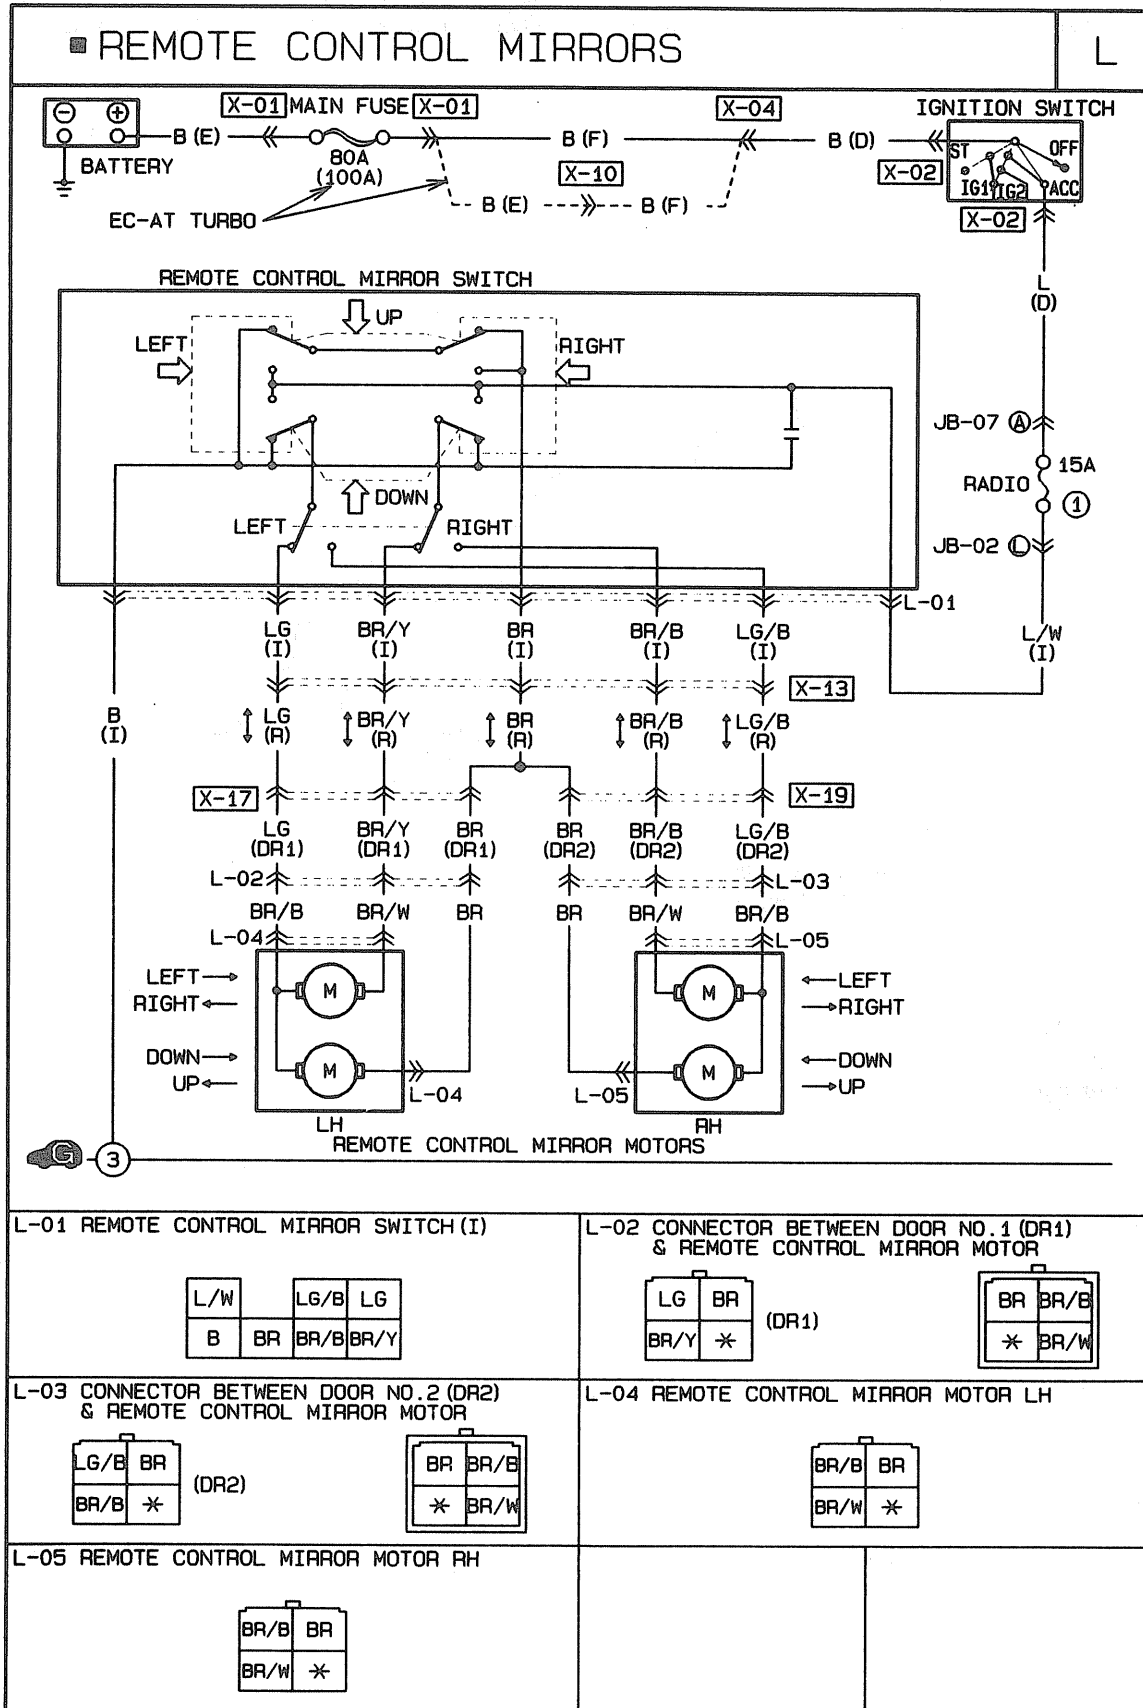 REMOTE CONTROL MIRRORS
L
X-01 MAIN FUSE X-01
X-04
IGNITION SWITCH
B (E)
B (F)
B (D)
BATTERY
80A
(100A)
X-10
X-02
ST
OFF
IG1
IG2
ACC
B (E)
B (F)
X-02
EC-AT TURBO
REMOTE CONTROL MIRROR SWITCH
L
(D)
UP
LEFT
RIGHT
JB-07 A
15A
RADIO
1
DOWN
LEFT
RIGHT
JB-02 L
L-01
LG
(I)
BR/Y
(I)
BR
(I)
BR/B
(I)
LG/B
(I)
L/W
(I)
X-13
B
(I)
LG
(R)
BR/Y
(R)
BR
(R)
BR/B
(R)
LG/B
(R)
X-17
X-19
LG
(DR1)
BR/Y
(DR1)
BR
(DR1)
BR
(DR2)
BR/B
(DR2)
LG/B
(DR2)
L-02
L-03
BR/B
BR/W
BR
BR
BR/W
BR/B
L-04
L-05
LEFT
RIGHT
M
M
LEFT
RIGHT
DOWN
UP
M
M
DOWN
UP
L-04
L-05
LH
RH
REMOTE CONTROL MIRROR MOTORS
G
3
L-01 REMOTE CONTROL MIRROR SWITCH (I)
L/W LG/B LG
B BR BR/B BR/Y
L-02 CONNECTOR BETWEEN DOOR NO.1 (DR1)
& REMOTE CONTROL MIRROR MOTOR
LG BR
BR/Y *
(DR1)
BR BR/B
* BR/W
L-03 CONNECTOR BETWEEN DOOR NO.2 (DR2)
& REMOTE CONTROL MIRROR MOTOR
LG/B BR
BR/B *
(DR2)
BR BR/B
* BR/W
L-04 REMOTE CONTROL MIRROR MOTOR LH
BR/B BR
BR/W *
L-05 REMOTE CONTROL MIRROR MOTOR RH
BR/B BR
BR/W *